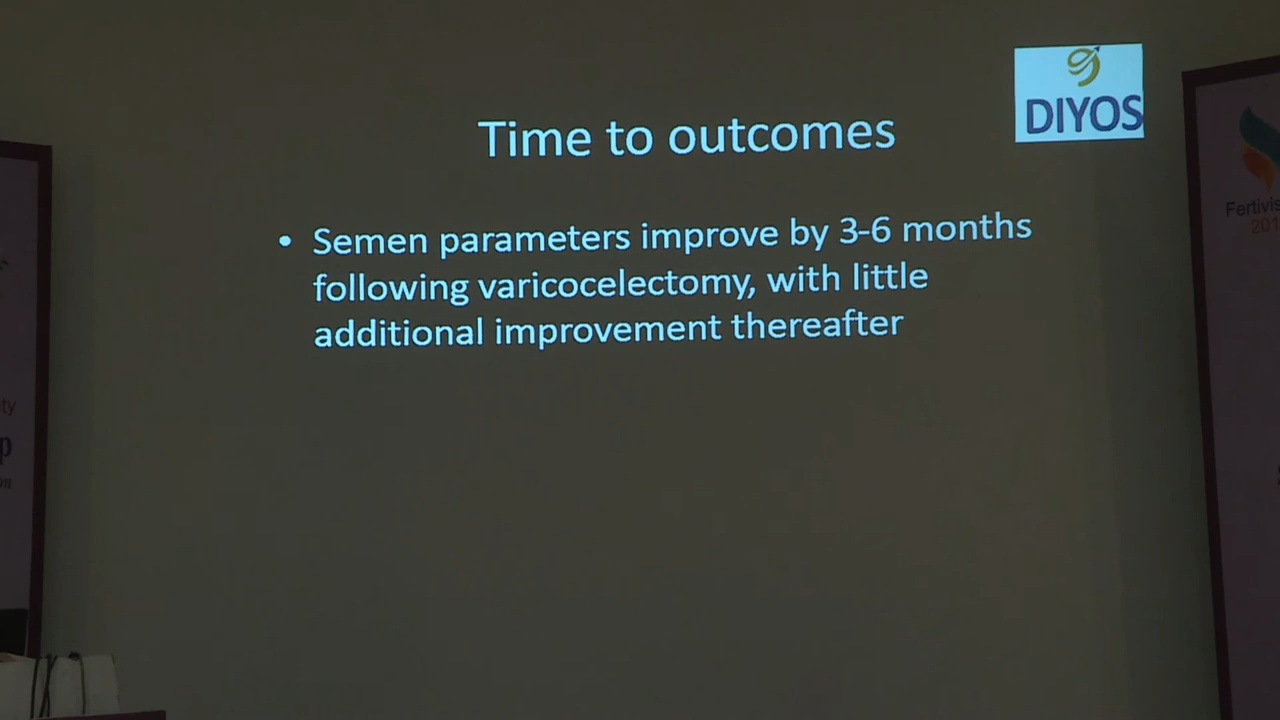 DIYOS
Time to outcomes
• Semen parameters improve by 3-6 months
following varicocelectomy, with little
additional improvement thereafter